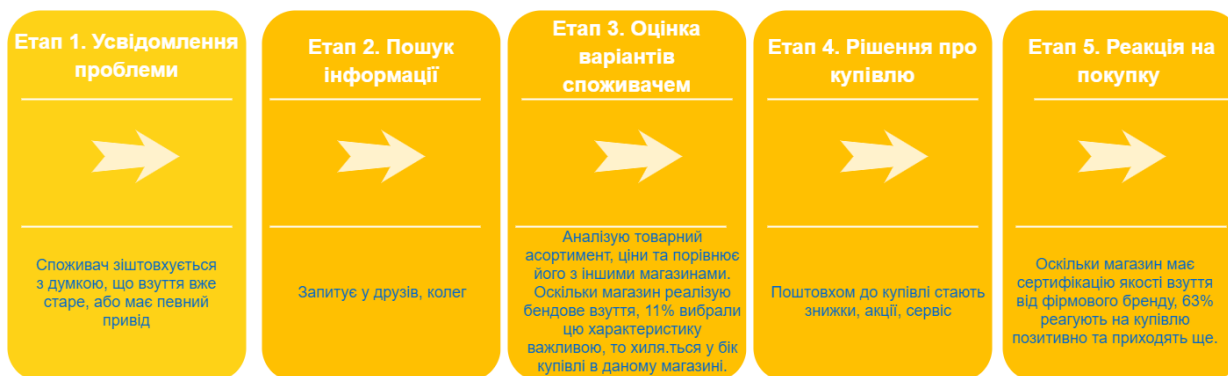 Етап 1. Усвідомлення
проблеми
Споживач зіштовхується
з думкою, що взуття вже
старе, або має певний
привід
Етап 2. Пошук
інформації
Запитує у друзів, колег
Етап 3. Оцінка
варіантів
споживачем
Аналізую товарний
асортимент, ціни та порівнює
його з іншими магазинами.
Оскільки магазин реалізую
бендове взуття, 11% вибрали
цю характеристику
важливою, то хиля.ться у бік
купівлі в даному магазині.
Етап 4. Рішення про
купівлю
Поштовхом до купівлі стають
знижки, акції, сервіс
Етап 5. Реакція на
покупку
Оскільки магазин має
сертифікацію якості взуття
від фірмового бренду, 63%
реагують на купівлю
позитивно та приходять ще.